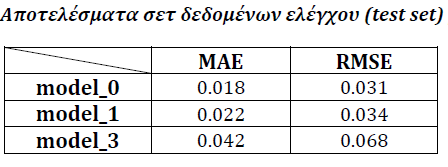 Αποτελέσματα σετ δεδομένων ελέγχου (test set)
MAE RMSE
model_0 0.018 0.031
model_1 0.022 0.034
model_3 0.042 0.068